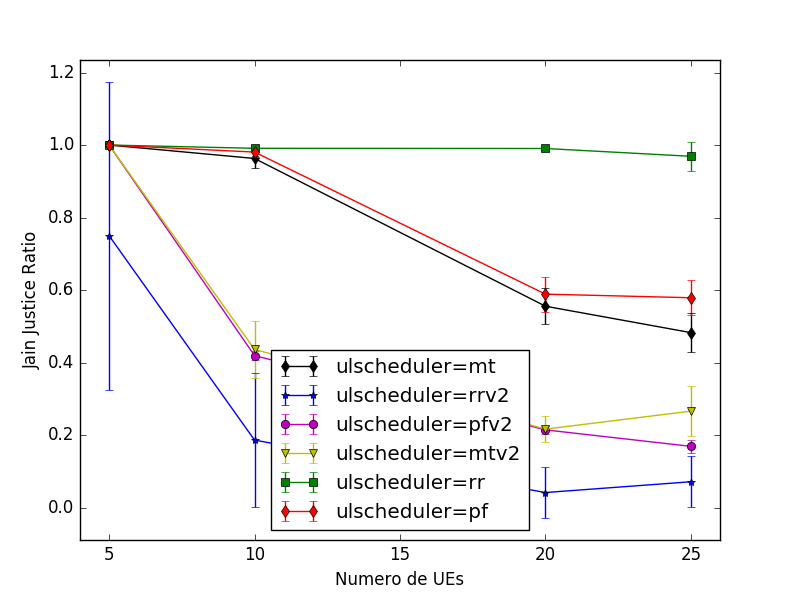 1.2
1.0
0.8
0.6
0.4
0.2
0.0
Jain Justice Ratio
ulscheduler=mt
ulscheduler=rrv2
ulscheduler=pfv2
ulscheduler=mtv2
ulscheduler=rr
ulscheduler=pf
5 10 15 20 25
Numero de UEs